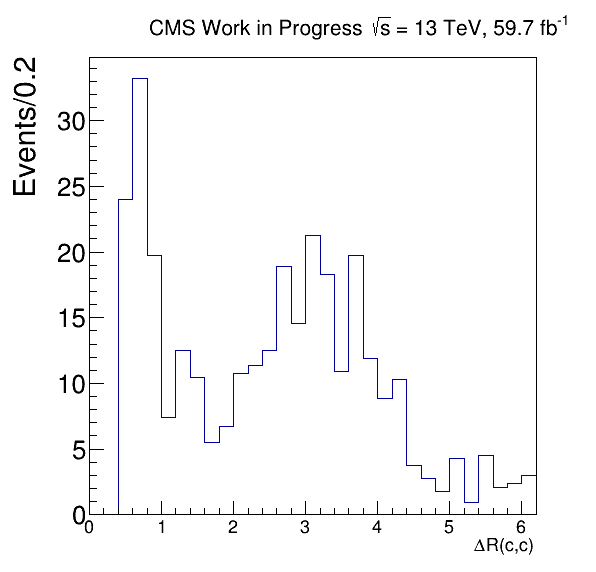 CMS Work in Progress √s = 13 TeV, 59.7 fb⁻¹
Events/0.2
30
25
20
15
10
5
0
0 1 2 3 4 5 6
ΔR(c,c)